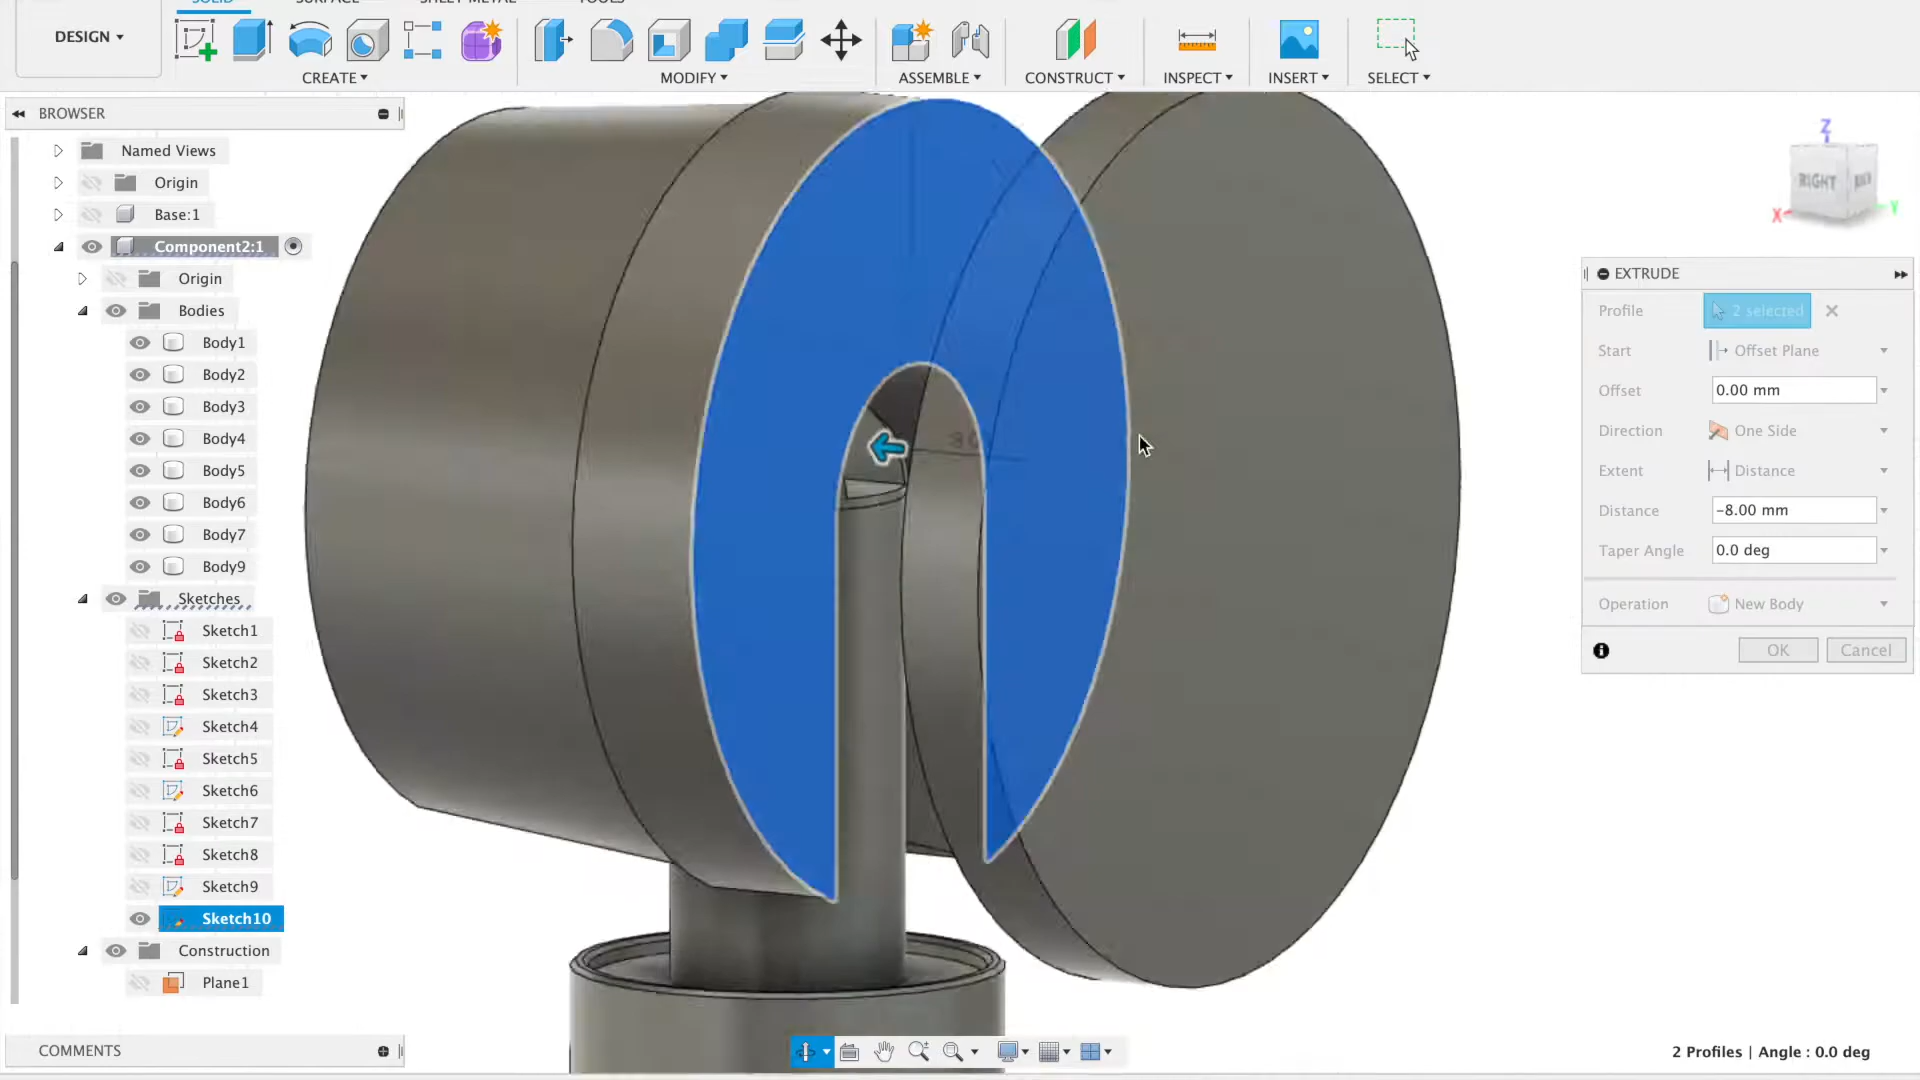 SOLID SURFACE SHEET METAL TOOLS
DESIGN
CREATE
MODIFY
ASSEMBLE
CONSTRUCT
INSPECT
INSERT
SELECT
BROWSER
Named Views
Origin
Base:1
Component2:1
Origin
Bodies
Body1
Body2
Body3
Body4
Body5
Body6
Body7
Body9
Sketches
Sketch1
Sketch2
Sketch3
Sketch4
Sketch5
Sketch6
Sketch7
Sketch8
Sketch9
Sketch10
Construction
Plane1
COMMENTS
Z
RIGHT
X
Y
EXTRUDE
Profile 2 selected
Start Offset Plane
Offset 0.00 mm
Direction One Side
Extent Distance
Distance -8.00 mm
Taper Angle 0.0 deg
Operation New Body
OK Cancel
2 Profiles | Angle : 0.0 deg